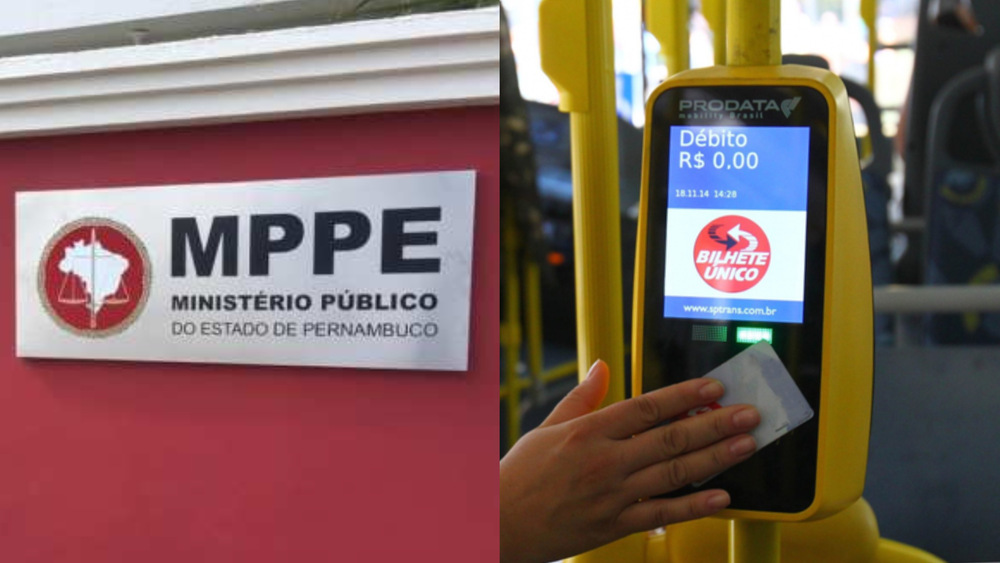 MPPE
MINISTÉRIO PÚBLICO
DO ESTADO DE PERNAMBUCO
PRODATA
mobility Brasil
Débito
R$ 0,00
18.11.14 14:28
BILHETE
ÚNICO
www.sptrans.com.br